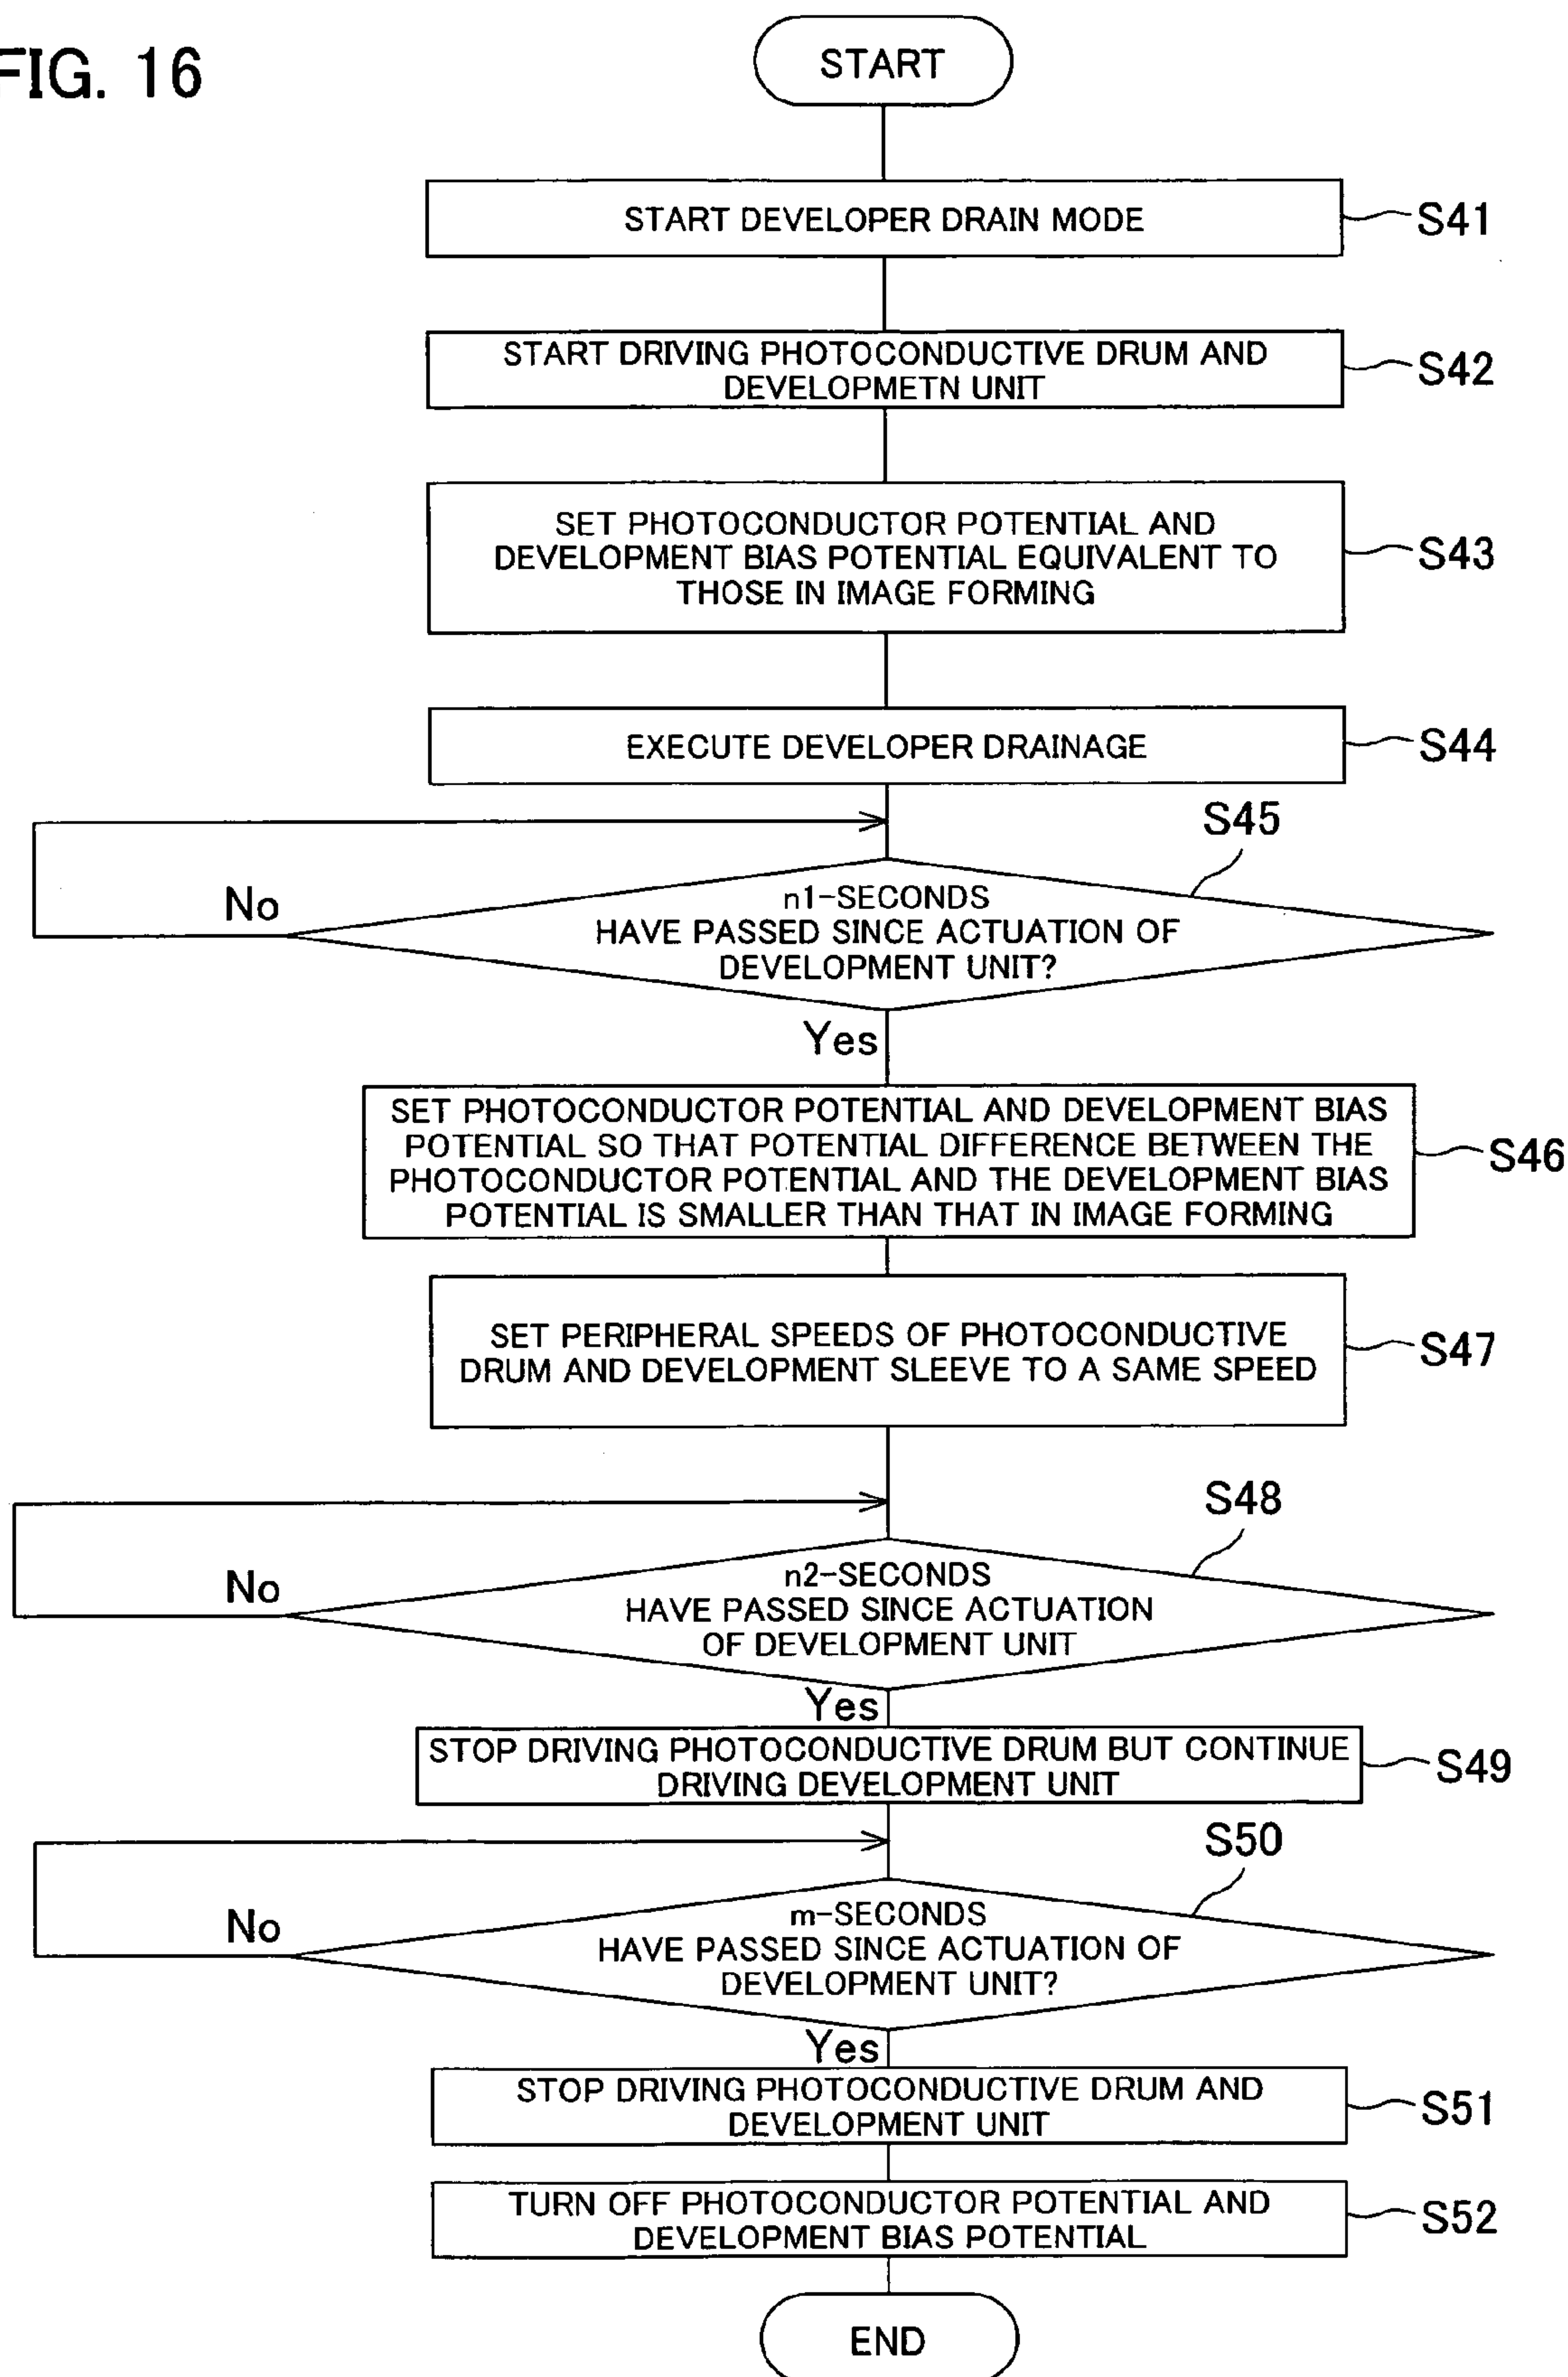 FIG. 16
START
START DEVELOPER DRAIN MODE
S41
START DRIVING PHOTOCONDUCTIVE DRUM AND
DEVELOPMETN UNIT
S42
SET PHOTOCONDUCTOR POTENTIAL AND
DEVELOPMENT BIAS POTENTIAL EQUIVALENT TO
THOSE IN IMAGE FORMING
S43
EXECUTE DEVELOPER DRAINAGE
S44
S45
No
n1-SECONDS
HAVE PASSED SINCE ACTUATION OF
DEVELOPMENT UNIT?
Yes
SET PHOTOCONDUCTOR POTENTIAL AND DEVELOPMENT BIAS
POTENTIAL SO THAT POTENTIAL DIFFERENCE BETWEEN THE
PHOTOCONDUCTOR POTENTIAL AND THE DEVELOPMENT BIAS
POTENTIAL IS SMALLER THAN THAT IN IMAGE FORMING
S46
SET PERIPHERAL SPEEDS OF PHOTOCONDUCTIVE
DRUM AND DEVELOPMENT SLEEVE TO A SAME SPEED
S47
S48
No
n2-SECONDS
HAVE PASSED SINCE ACTUATION
OF DEVELOPMENT UNIT
Yes
STOP DRIVING PHOTOCONDUCTIVE DRUM BUT CONTINUE
DRIVING DEVELOPMENT UNIT
S49
S50
No
m-SECONDS
HAVE PASSED SINCE ACTUATION OF
DEVELOPMENT UNIT?
Yes
STOP DRIVING PHOTOCONDUCTIVE DRUM AND
DEVELOPMENT UNIT
S51
TURN OFF PHOTOCONDUCTOR POTENTIAL AND
DEVELOPMENT BIAS POTENTIAL
S52
END